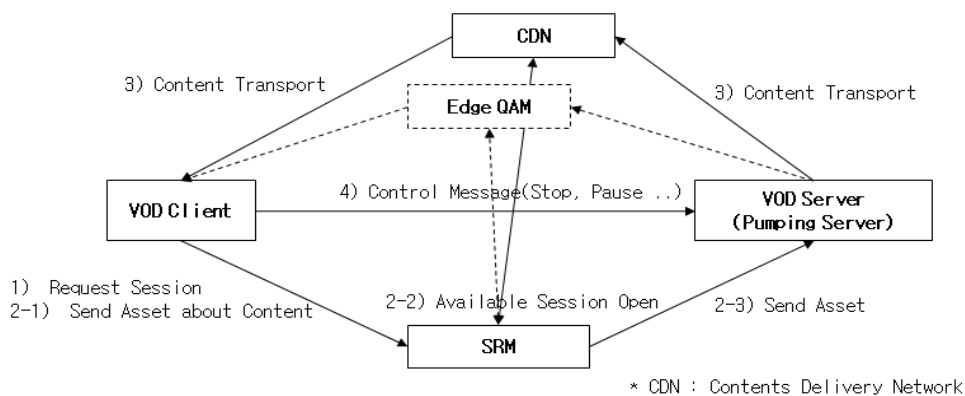 CDN
3) Content Transport
Edge QAM
3) Content Transport
VOD Client
4) Control Message(Stop, Pause ..)
VOD Server
(Pumping Server)
1) Request Session
2-1) Send Asset about Content
2-2) Available Session Open
2-3) Send Asset
SRM
* CDN : Contents Delivery Network